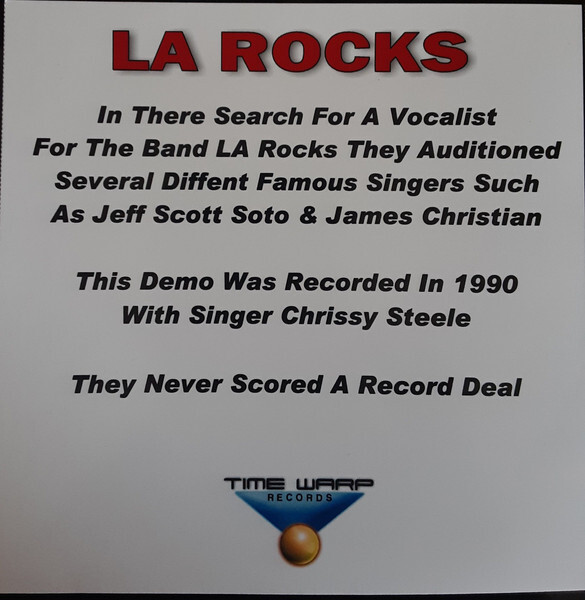 LA ROCKS
In There Search For A Vocalist
For The Band LA Rocks They Auditioned
Several Diffent Famous Singers Such
As Jeff Scott Soto & James Christian
This Demo Was Recorded In 1990
With Singer Chrissy Steele
They Never Scored A Record Deal
TIME WARP
RECORDS